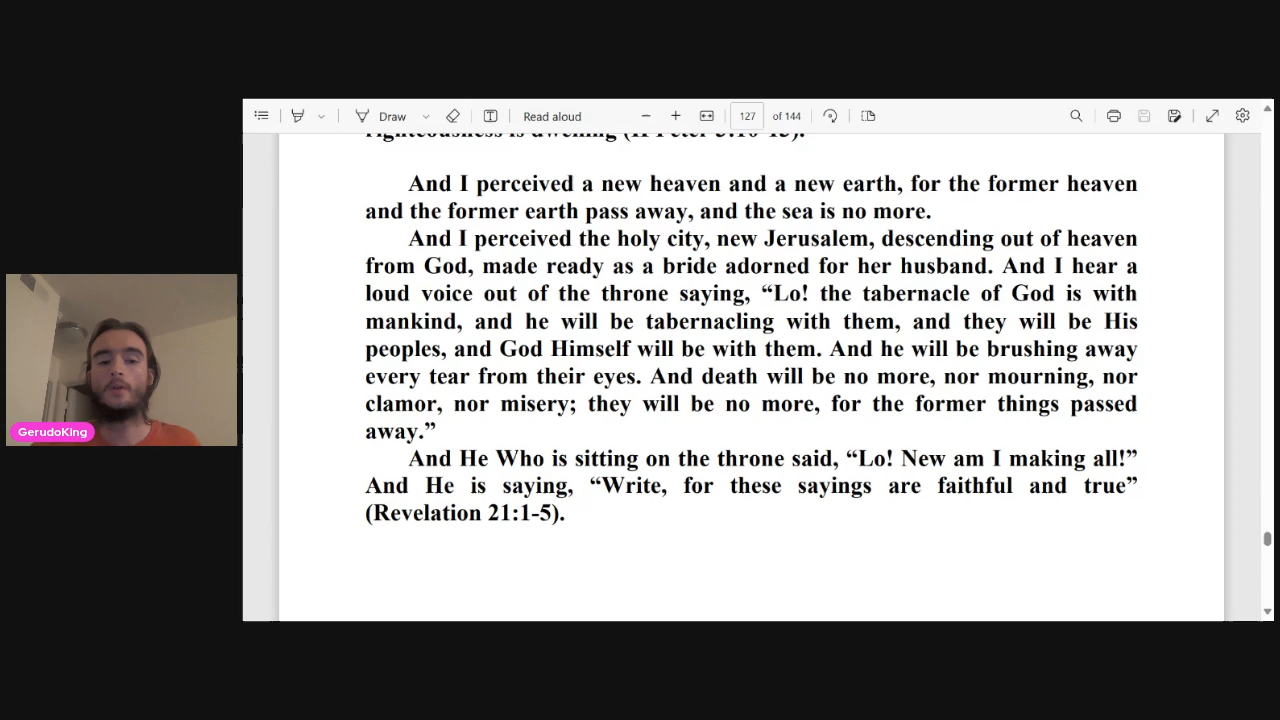 Draw
Read aloud
127 of 144
righteousness is dwelling (II Peter 3:10-13).
And I perceived a new heaven and a new earth, for the former heaven
and the former earth pass away, and the sea is no more.
And I perceived the holy city, new Jerusalem, descending out of heaven
from God, made ready as a bride adorned for her husband. And I hear a
loud voice out of the throne saying, “Lo! the tabernacle of God is with
mankind, and he will be tabernacling with them, and they will be His
peoples, and God Himself will be with them. And he will be brushing away
every tear from their eyes. And death will be no more, nor mourning, nor
clamor, nor misery; they will be no more, for the former things passed
away.”
And He Who is sitting on the throne said, “Lo! New am I making all!”
And He is saying, “Write, for these sayings are faithful and true”
(Revelation 21:1-5).
GerudoKing